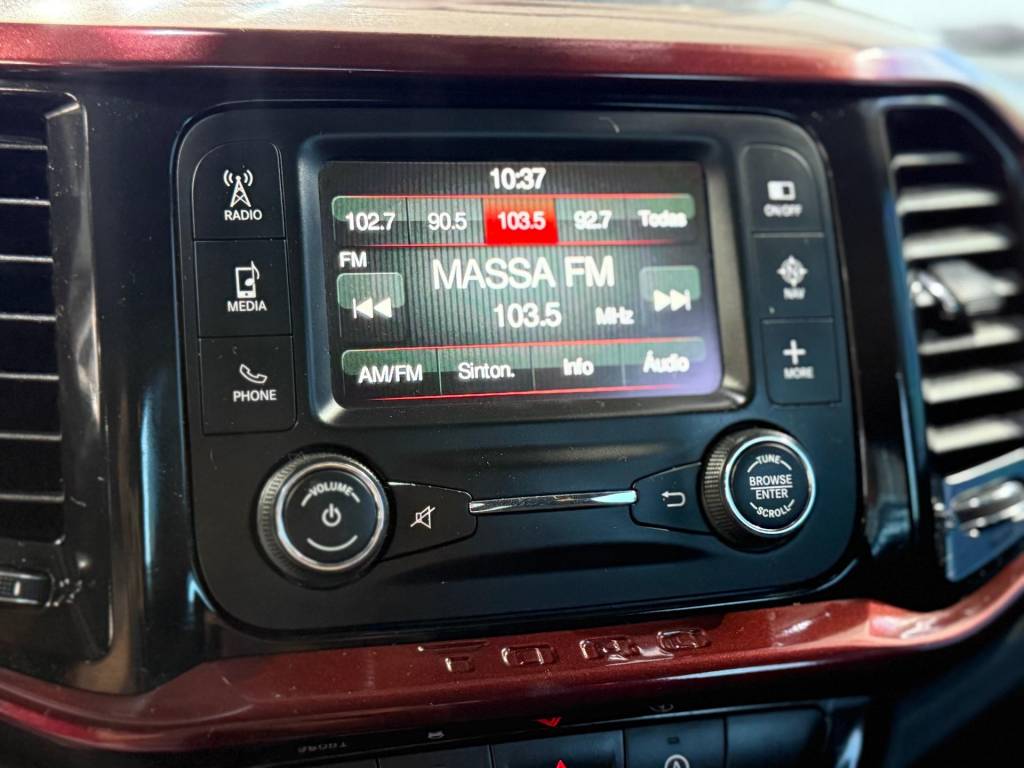 10:37
102.7 90.5 103.5 92.7 Todas
FM
MASSA FM
103.5 MHz
AM/FM Sinton. Info Áudio
RADIO
MEDIA
PHONE
ON/OFF
NAV
MORE
VOLUME
TUNE
BROWSE
ENTER
SCROLL
TORO
A